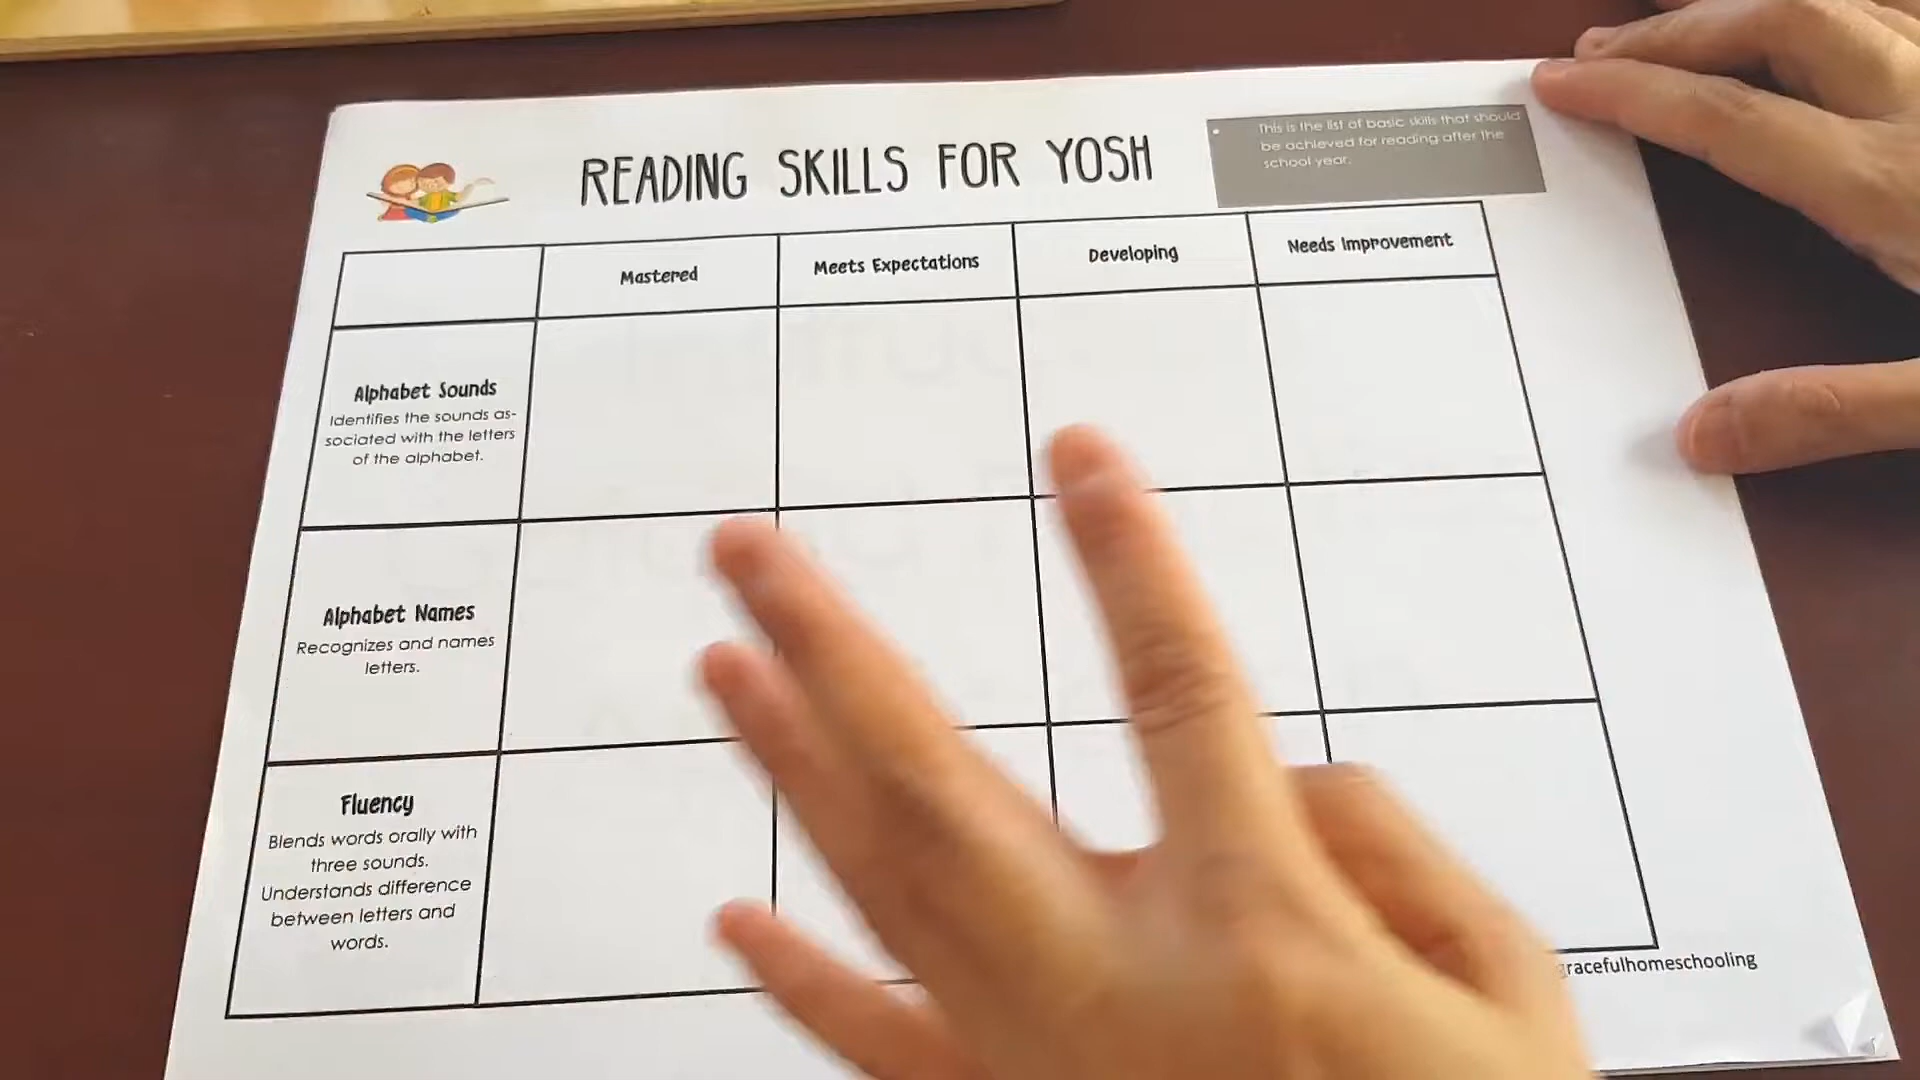 READING SKILLS FOR YOSH
This is the list of basic skills that should
be achieved for reading after the
school year.
Mastered
Meets Expectations
Developing
Needs Improvement
Alphabet Sounds
Identifies the sounds as-
sociated with the letters
of the alphabet.
Alphabet Names
Recognizes and names
letters.
Fluency
Blends words orally with
three sounds.
Understands difference
between letters and
words.
gracefulhomeschooling